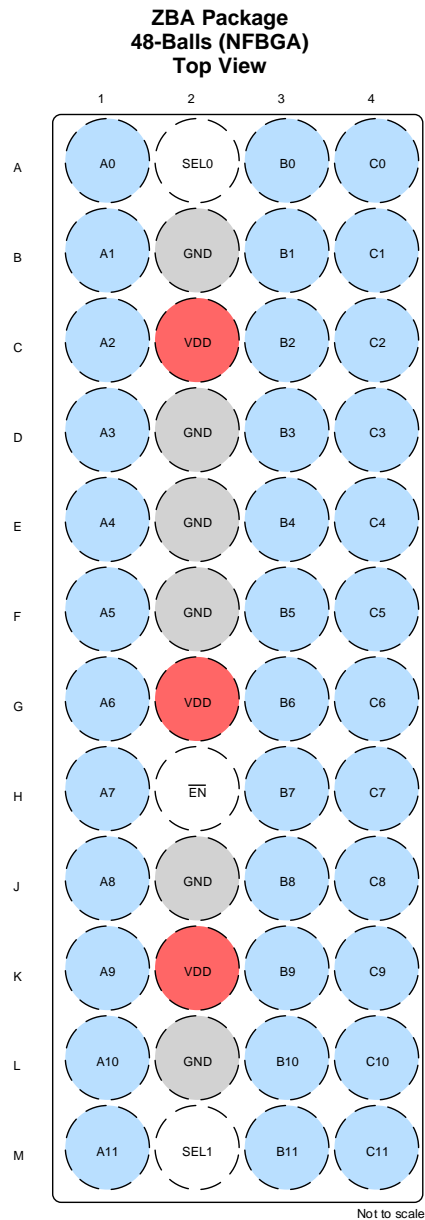 ZBA Package
48-Balls (NFBGA)
Top View
1 2 3 4
A A0 SEL0 B0 C0
B A1 GND B1 C1
C A2 VDD B2 C2
D A3 GND B3 C3
E A4 GND B4 C4
F A5 GND B5 C5
G A6 VDD B6 C6
H A7 E̅N̅ B7 C7
J A8 GND B8 C8
K A9 VDD B9 C9
L A10 GND B10 C10
M A11 SEL1 B11 C11
Not to scale